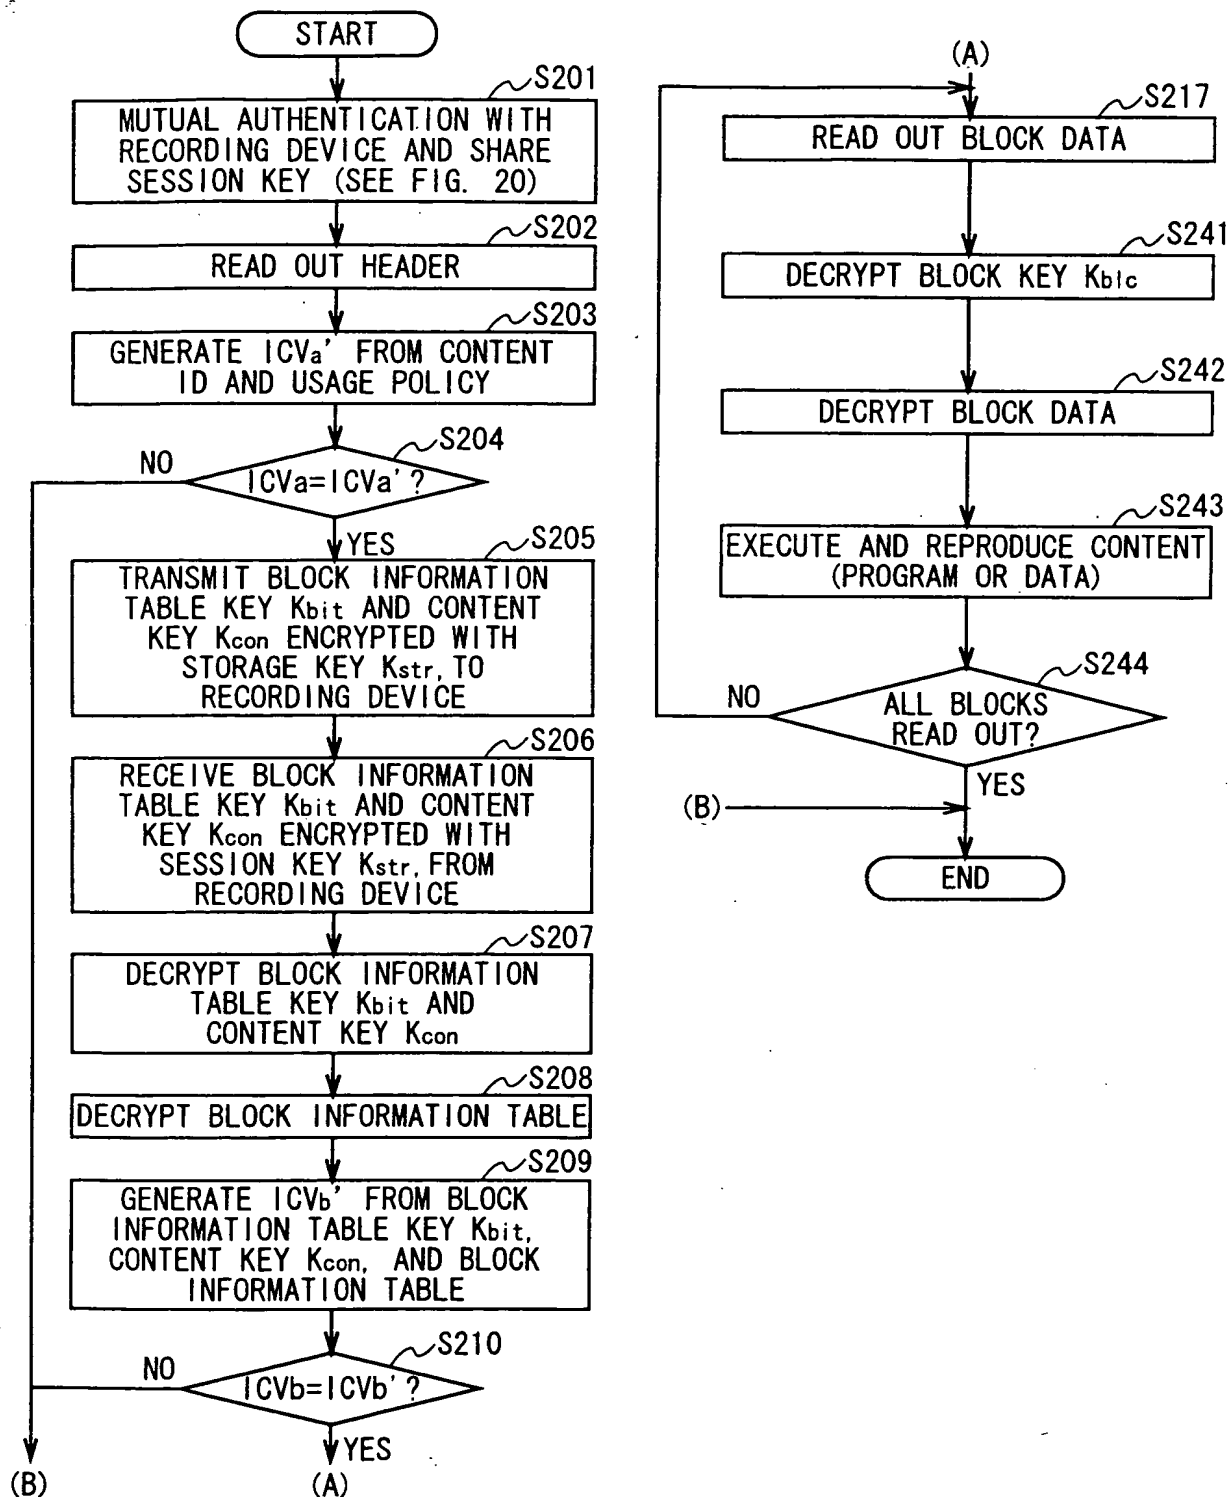 START
S201
MUTUAL AUTHENTICATION WITH
RECORDING DEVICE AND SHARE
SESSION KEY (SEE FIG. 20)
S202
READ OUT HEADER
S203
GENERATE ICVa' FROM CONTENT
ID AND USAGE POLICY
S204
NO
ICVa=ICVa' ?
YES
S205
TRANSMIT BLOCK INFORMATION
TABLE KEY Kbit AND CONTENT
KEY Kcon ENCRYPTED WITH
STORAGE KEY Kstr, TO
RECORDING DEVICE
S206
RECEIVE BLOCK INFORMATION
TABLE KEY Kbit AND CONTENT
KEY Kcon ENCRYPTED WITH
SESSION KEY Kstr, FROM
RECORDING DEVICE
S207
DECRYPT BLOCK INFORMATION
TABLE KEY Kbit AND
CONTENT KEY Kcon
S208
DECRYPT BLOCK INFORMATION TABLE
S209
GENERATE ICVb' FROM BLOCK
INFORMATION TABLE KEY Kbit,
CONTENT KEY Kcon, AND BLOCK
INFORMATION TABLE
S210
NO
ICVb=ICVb' ?
YES
(B)
(A)
(A)
S217
READ OUT BLOCK DATA
S241
DECRYPT BLOCK KEY Kblc
S242
DECRYPT BLOCK DATA
S243
EXECUTE AND REPRODUCE CONTENT
(PROGRAM OR DATA)
S244
NO
ALL BLOCKS
READ OUT?
YES
(B)
END